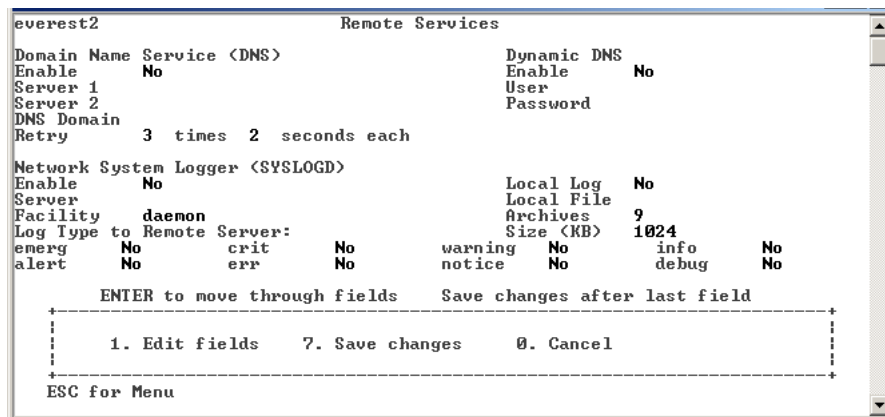 everest2 Remote Services
Domain Name Service (DNS) Dynamic DNS
Enable No Enable No
Server 1 User
Server 2 Password
DNS Domain
Retry 3 times 2 seconds each
Network System Logger (SYSLOGD)
Enable No Local Log No
Server Local File
Facility daemon Archives 9
Log Type to Remote Server: Size (KB) 1024
emerg No crit No warning No info No
alert No err No notice No debug No
ENTER to move through fields Save changes after last field
1. Edit fields 7. Save changes 0. Cancel
ESC for Menu